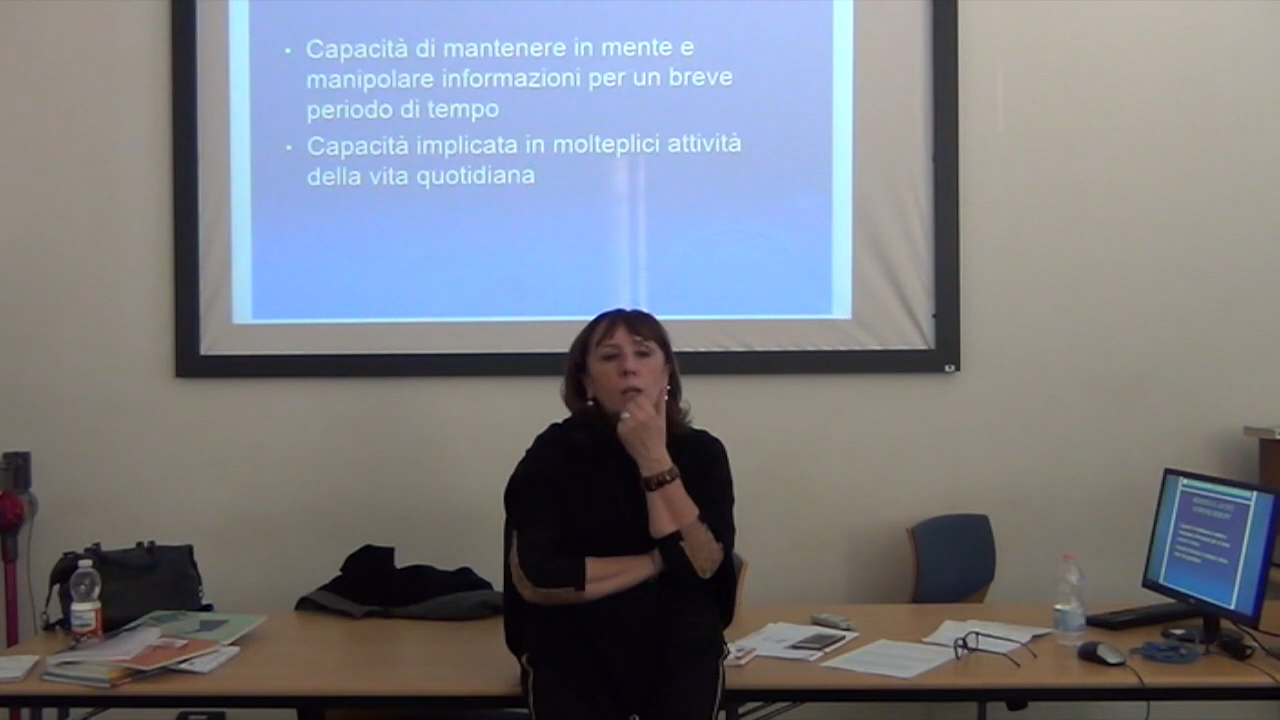 • Capacità di mantenere in mente e
manipolare informazioni per un breve
periodo di tempo
• Capacità implicata in molteplici attività
della vita quotidiana